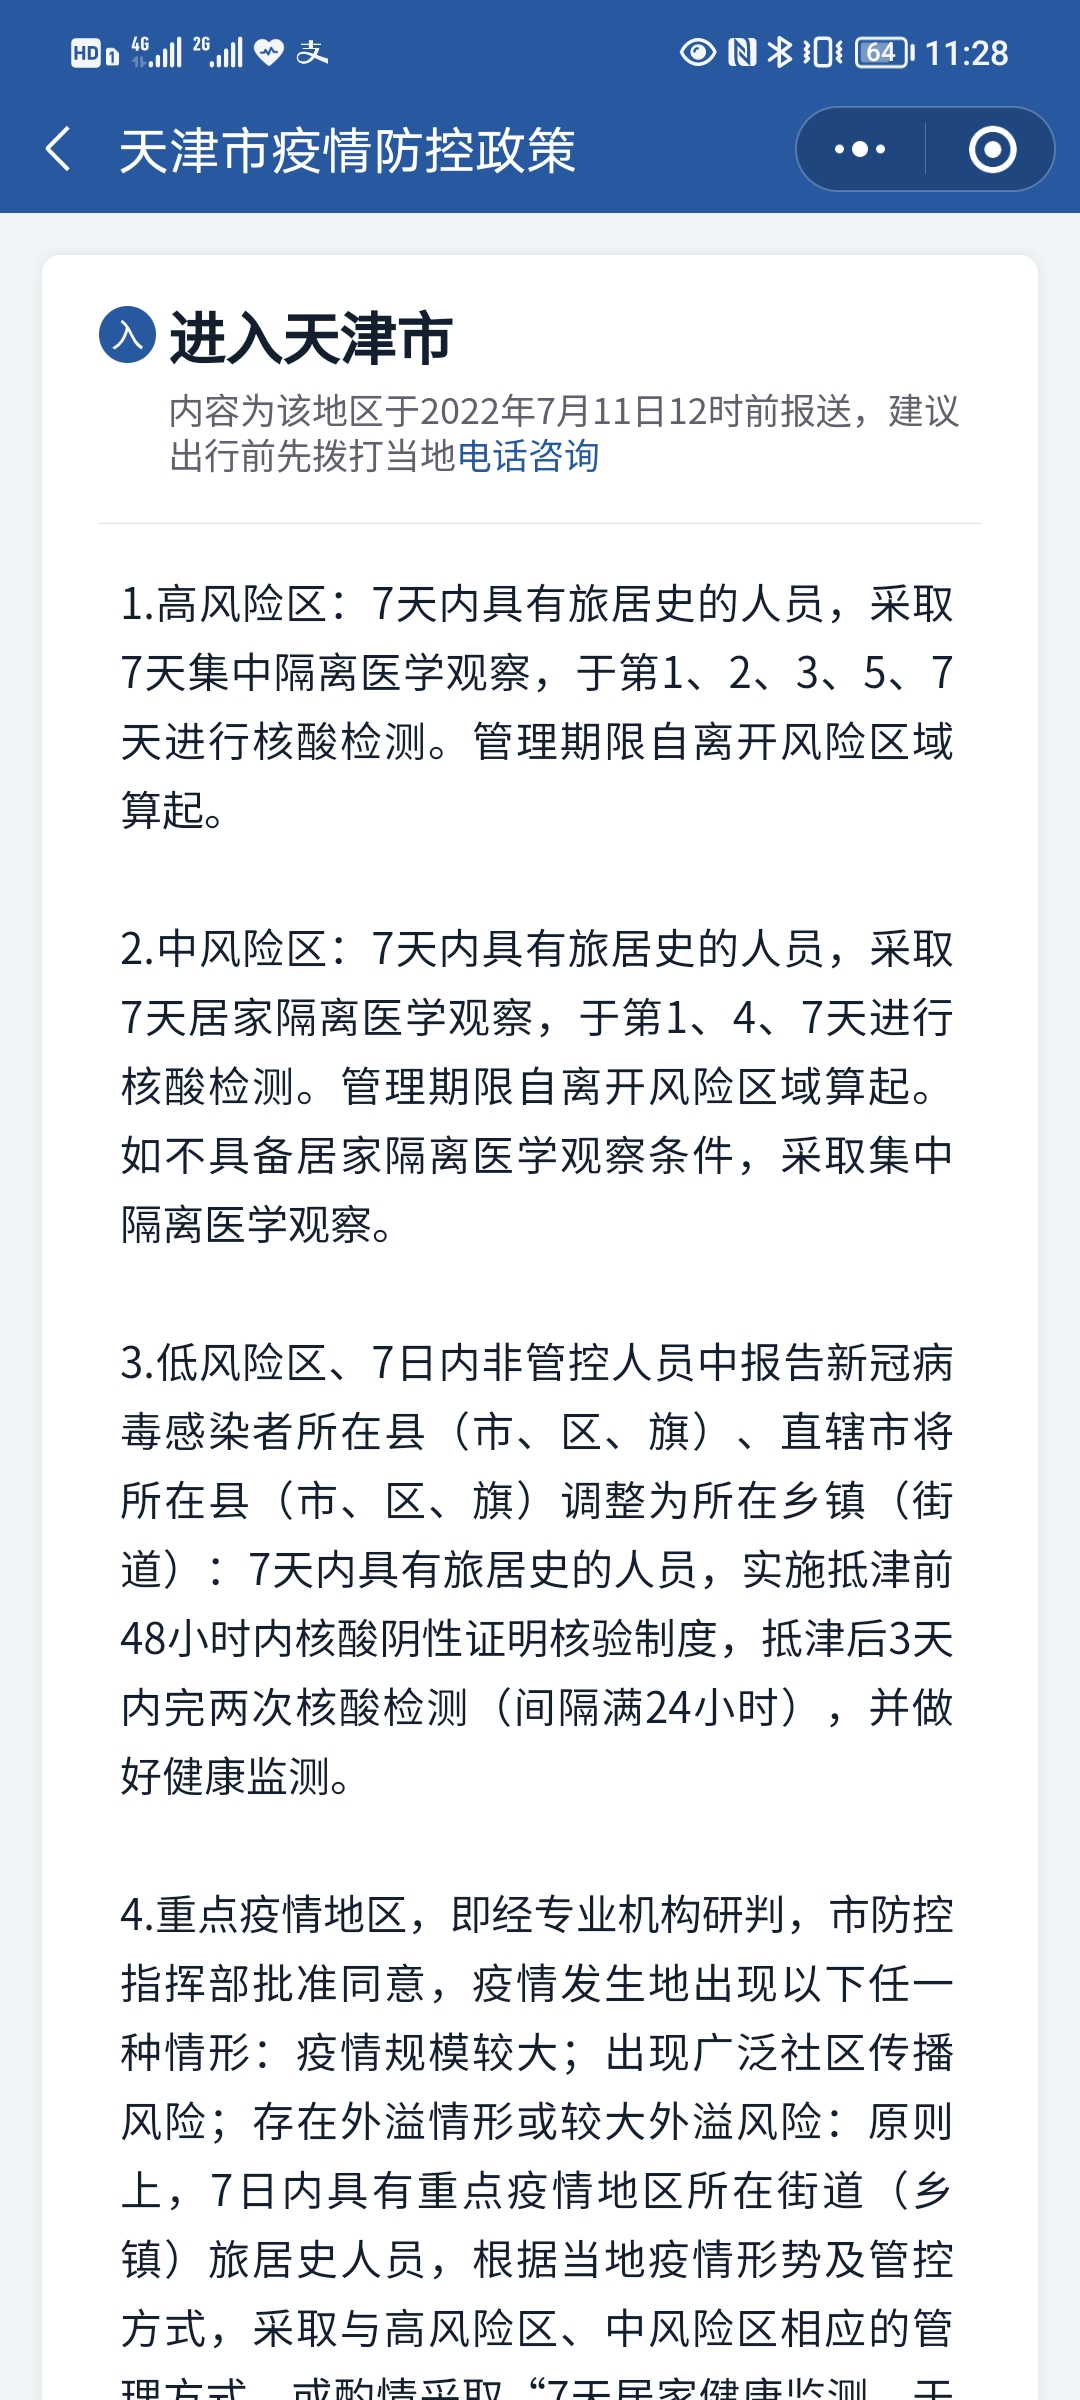 HD 1 4G 2G 支 64 11:28
天津市疫情防控政策
入 进入天津市
内容为该地区于2022年7月11日12时前报送，建议
出行前先拨打当地电话咨询
1.高风险区：7天内具有旅居史的人员，采取
7天集中隔离医学观察，于第1、2、3、5、7
天进行核酸检测。管理期限自离开风险区域
算起。
2.中风险区：7天内具有旅居史的人员，采取
7天居家隔离医学观察，于第1、4、7天进行
核酸检测。管理期限自离开风险区域算起。
如不具备居家隔离医学观察条件，采取集中
隔离医学观察。
3.低风险区、7日内非管控人员中报告新冠病
毒感染者所在县（市、区、旗）、直辖市将
所在县（市、区、旗）调整为所在乡镇（街
道）：7天内具有旅居史的人员，实施抵津前
48小时内核酸阴性证明核验制度，抵津后3天
内完两次核酸检测（间隔满24小时），并做
好健康监测。
4.重点疫情地区，即经专业机构研判，市防控
指挥部批准同意，疫情发生地出现以下任一
种情形：疫情规模较大；出现广泛社区传播
风险；存在外溢情形或较大外溢风险：原则
上，7日内具有重点疫情地区所在街道（乡
镇）旅居史人员，根据当地疫情形势及管控
方式，采取与高风险区、中风险区相应的管
理方式，或酌情采取“7天居家健康监测，于